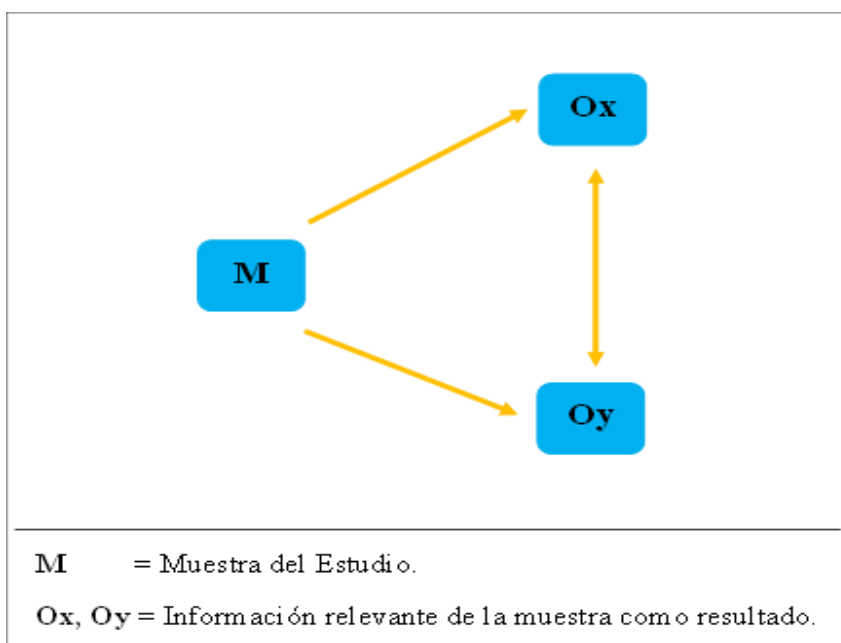 Ox
M
Oy
M = Muestra del Estudio.
Ox, Oy = Información relevante de la muestra como resultado.